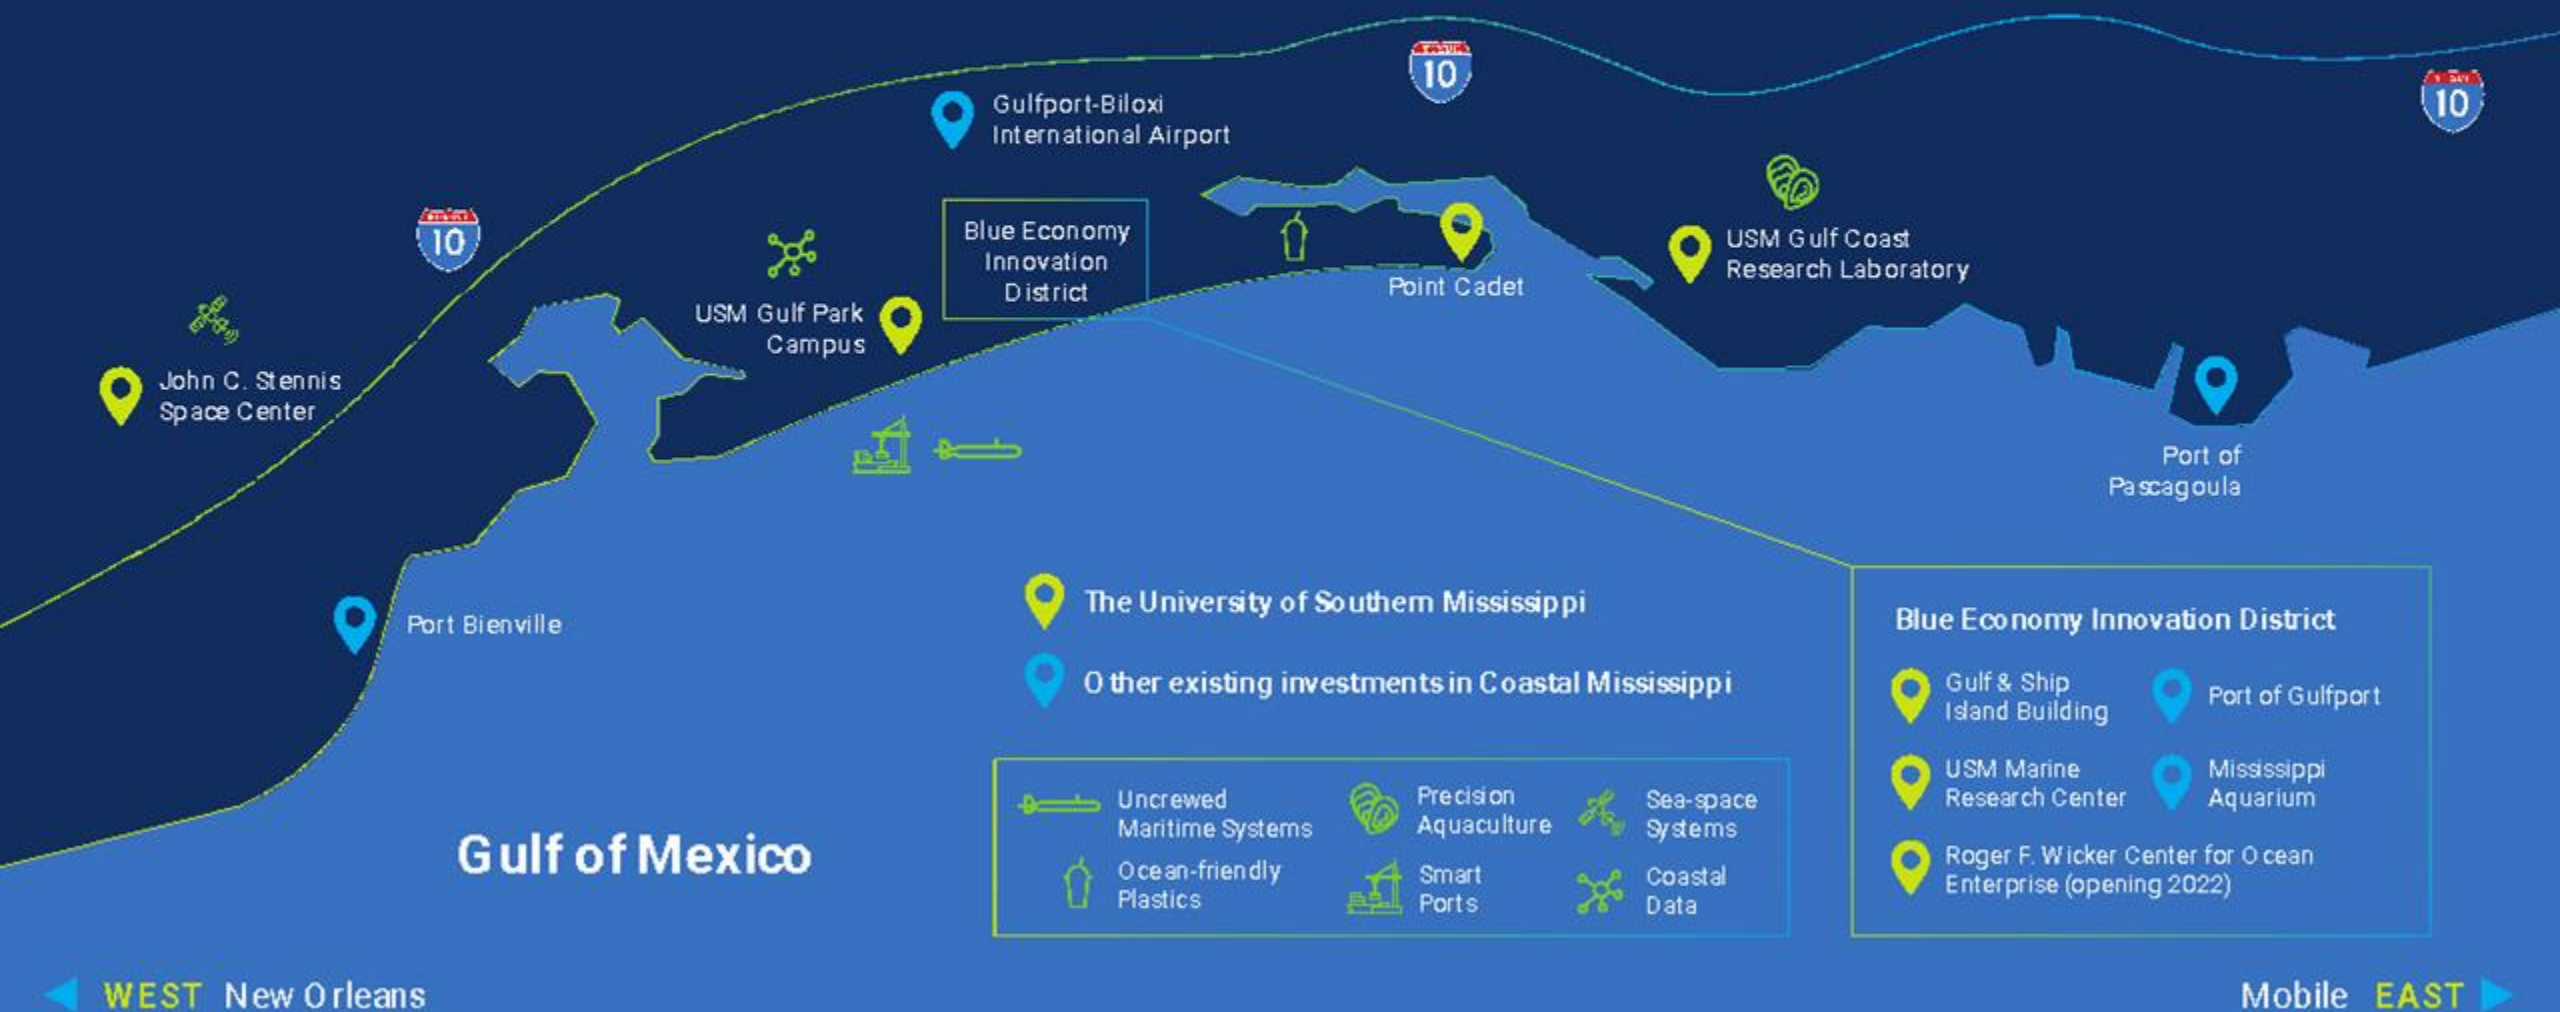 10
10
Gulfport-Biloxi
International Airport
10
Blue Economy
Innovation
District
USM Gulf Coast
Research Laboratory
Point Cadet
USM Gulf Park
Campus
John C. Stennis
Space Center
Port of
Pascagoula
Port Bienville
The University of Southern Mississippi
Other existing investments in Coastal Mississippi
Uncrewed
Maritime Systems
Precision
Aquaculture
Sea-space
Systems
Ocean-friendly
Plastics
Smart
Ports
Coastal
Data
Blue Economy Innovation District
Gulf & Ship
Island Building
Port of Gulfport
USM Marine
Research Center
Mississippi
Aquarium
Roger F. Wicker Center for Ocean
Enterprise (opening 2022)
Gulf of Mexico
WEST New Orleans
Mobile EAST